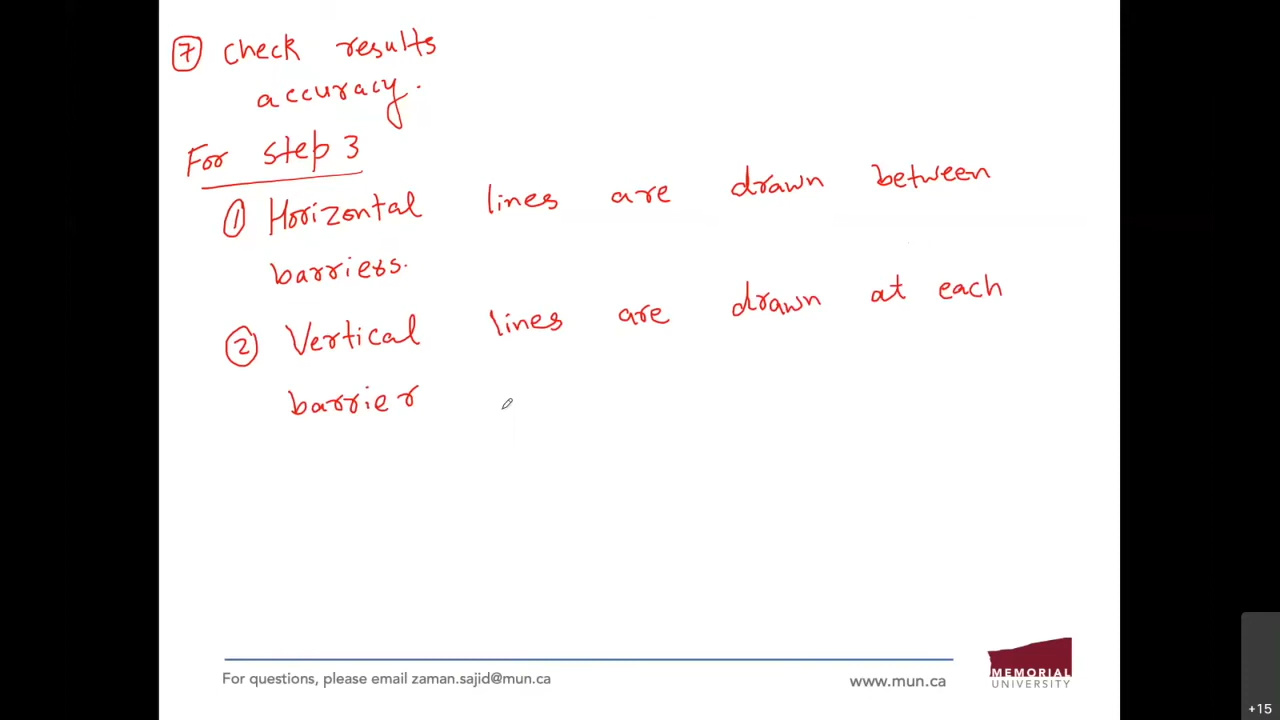 7 Check results
accuracy.
For step 3
1 Horizontal lines are drawn between
barriers.
2 Vertical lines are drawn at each
barrier
For questions, please email zaman.sajid@mun.ca
www.mun.ca
MEMORIAL
UNIVERSITY
+15